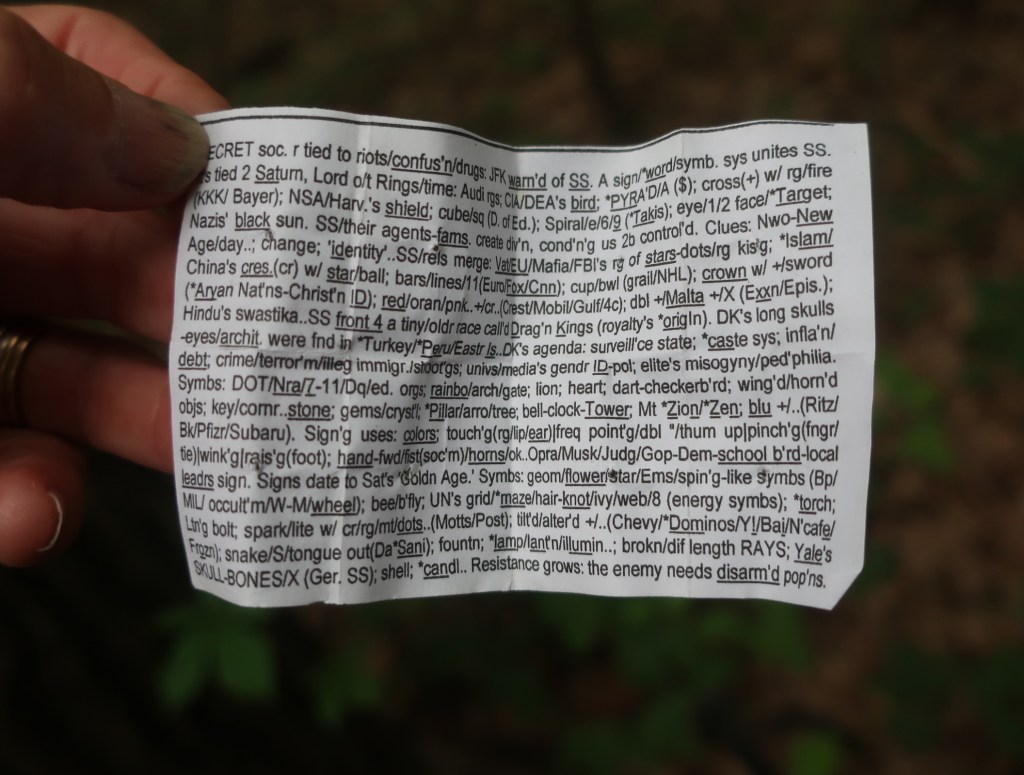 ECRET soc. r tied to riots/confus'n/drugs: JFK warn'd of SS. A sign/*word/symb. sys unites SS.
tied 2 Saturn, Lord o/t Rings/time: Audi rgs; CIA/DEA's bird; *PYRA'D/A ($); cross(+) w/ rg/fire
(KKK/ Bayer); NSA/Harv.'s shield; cube/sq (D. of Ed.); Spiral/e/6/9 (*Takis); eye/1/2 face/*Target;
Nazis' black sun. SS/their agents-fams. create div'n, cond'n'g us 2b control'd. Clues: Nwo-New
Age/day..; change; 'identity'..SS/rels merge: Vat/EU/Mafia/FBI's rg of stars-dots/rg kis'g; *Islam/
China's cres.(cr) w/ star/ball; bars/lines/11(Euro/Fox/Cnn); cup/bwl (grail/NHL); crown w/ +/sword
(*Aryan Nat'ns-Christ'n ID); red/oran/pnk..+/cr..(Crest/Mobil/Gulf/4c); dbl +/Malta +/X (Exxn/Epis.);
Hindu's swastika..SS front 4 a tiny/oldr race call'd Drag'n Kings (royalty's *origIn). DK's long skulls
-eyes/archit. were fnd in *Turkey/*Peru/Eastr Is..DK's agenda: surveill'ce state; *caste sys; infla'n/
debt; crime/terror'm/illeg immigr./shoot'gs; univs/media's gendr ID-pol; elite's misogyny/ped'philia.
Symbs: DOT/Nra/7-11/Dq/ed. orgs; rainbo/arch/gate; lion; heart; dart-checkerb'rd; wing'd/horn'd
objs; key/cornr..stone; gems/cryst'l; *Pillar/arro/tree; bell-clock-Tower; Mt *Zion/*Zen; blu +/..(Ritz/
Bk/Pfizr/Subaru). Sign'g uses: colors; touch'g(rg/lip/ear)|freq point'g/dbl "/thum up|pinch'g(fngr/
tie)|wink'g|rais'g(foot); hand-fwd/fist(soc'm)/horns/ok..Opra/Musk/Judg/Gop-Dem-school b'rd-local
leadrs sign. Signs date to Sat's 'Goldn Age.' Symbs: geom/flower/star/Ems/spin'g-like symbs (Bp/
MIL/ occult'm/W-M/wheel); bee/b'fly; UN's grid/*maze/hair-knot/ivy/web/8 (energy symbs); *torch;
Ltn'g bolt; spark/lite w/ cr/rg/mt/dots..(Motts/Post); tilt'd/alter'd +/..(Chevy/*Dominos/Y!/Bai/N'cafe/
Frgzn); snake/S/tongue out(Da*Sani); fountn; *lamp/lant'n/illumin..; brokn/dif length RAYS; Yale's
SKULL-BONES/X (Ger. SS); shell; *candl.. Resistance grows: the enemy needs disarm'd pop'ns.